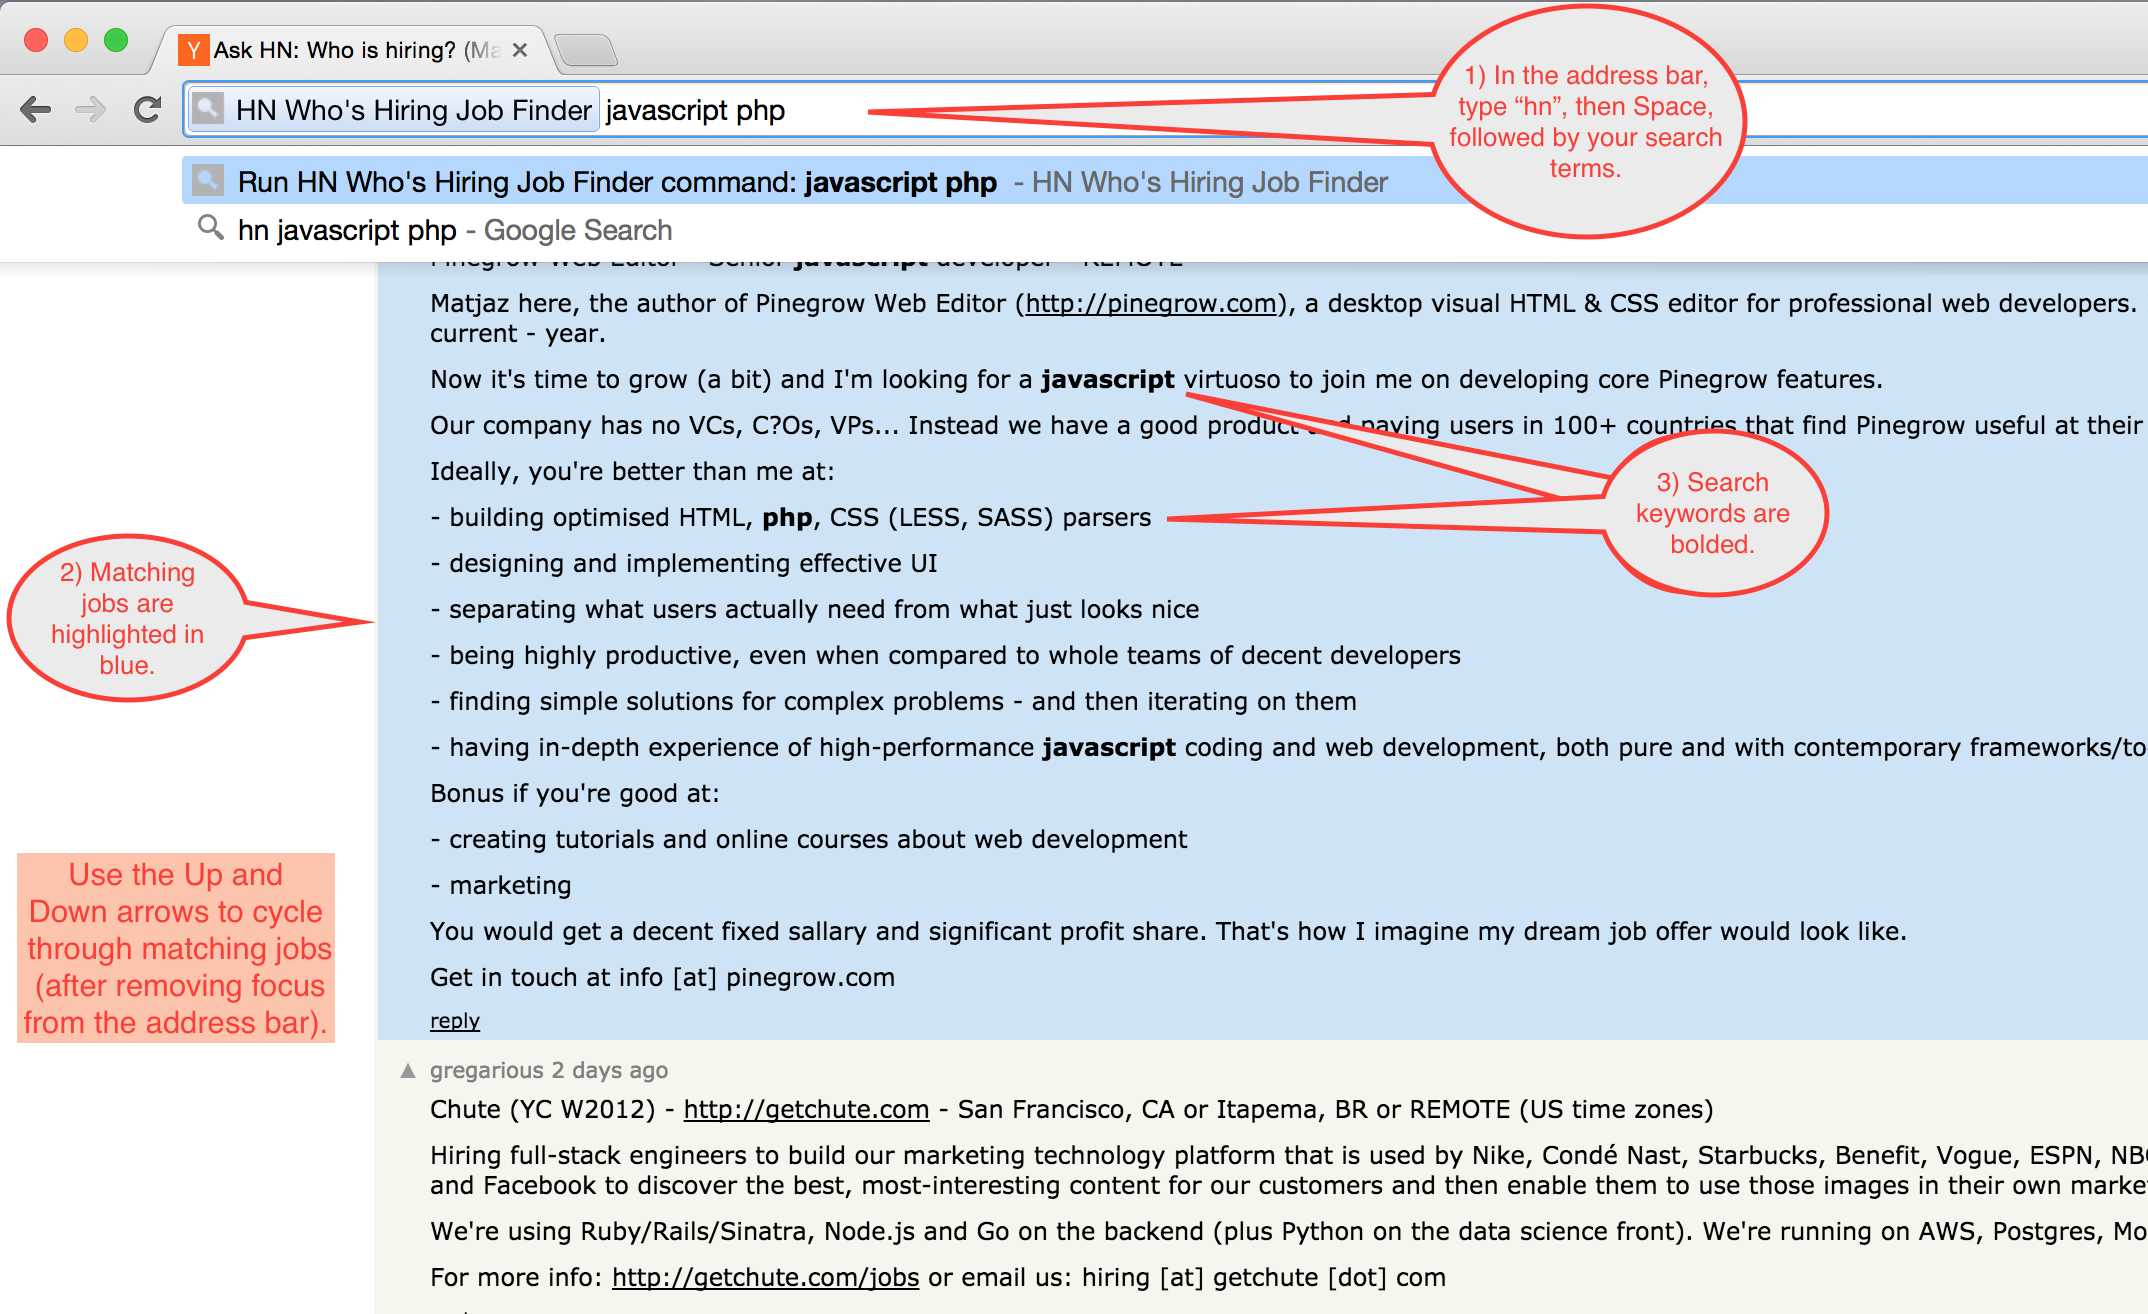 Y Ask HN: Who is hiring? (Ma
HN Who's Hiring Job Finder javascript php
Run HN Who's Hiring Job Finder command: javascript php - HN Who's Hiring Job Finder
hn javascript php - Google Search
1) In the address bar,
type “hn”, then Space,
followed by your search
terms.
Pinegrow Web Editor - Senior javascript developer - REMOTE
Matjaz here, the author of Pinegrow Web Editor (http://pinegrow.com), a desktop visual HTML & CSS editor for professional web developers.
current - year.
Now it's time to grow (a bit) and I'm looking for a javascript virtuoso to join me on developing core Pinegrow features.
Our company has no VCs, C?Os, VPs... Instead we have a good product and paying users in 100+ countries that find Pinegrow useful at their
Ideally, you're better than me at:
- building optimised HTML, php, CSS (LESS, SASS) parsers
- designing and implementing effective UI
- separating what users actually need from what just looks nice
- being highly productive, even when compared to whole teams of decent developers
- finding simple solutions for complex problems - and then iterating on them
- having in-depth experience of high-performance javascript coding and web development, both pure and with contemporary frameworks/to
Bonus if you're good at:
- creating tutorials and online courses about web development
- marketing
You would get a decent fixed sallary and significant profit share. That's how I imagine my dream job offer would look like.
Get in touch at info [at] pinegrow.com
reply
3) Search
keywords are
bolded.
2) Matching
jobs are
highlighted in
blue.
Use the Up and
Down arrows to cycle
through matching jobs
(after removing focus
from the address bar).
gregarious 2 days ago
Chute (YC W2012) - http://getchute.com - San Francisco, CA or Itapema, BR or REMOTE (US time zones)
Hiring full-stack engineers to build our marketing technology platform that is used by Nike, Condé Nast, Starbucks, Benefit, Vogue, ESPN, NBC
and Facebook to discover the best, most-interesting content for our customers and then enable them to use those images in their own marke
We're using Ruby/Rails/Sinatra, Node.js and Go on the backend (plus Python on the data science front). We're running on AWS, Postgres, Mo
For more info: http://getchute.com/jobs or email us: hiring [at] getchute [dot] com